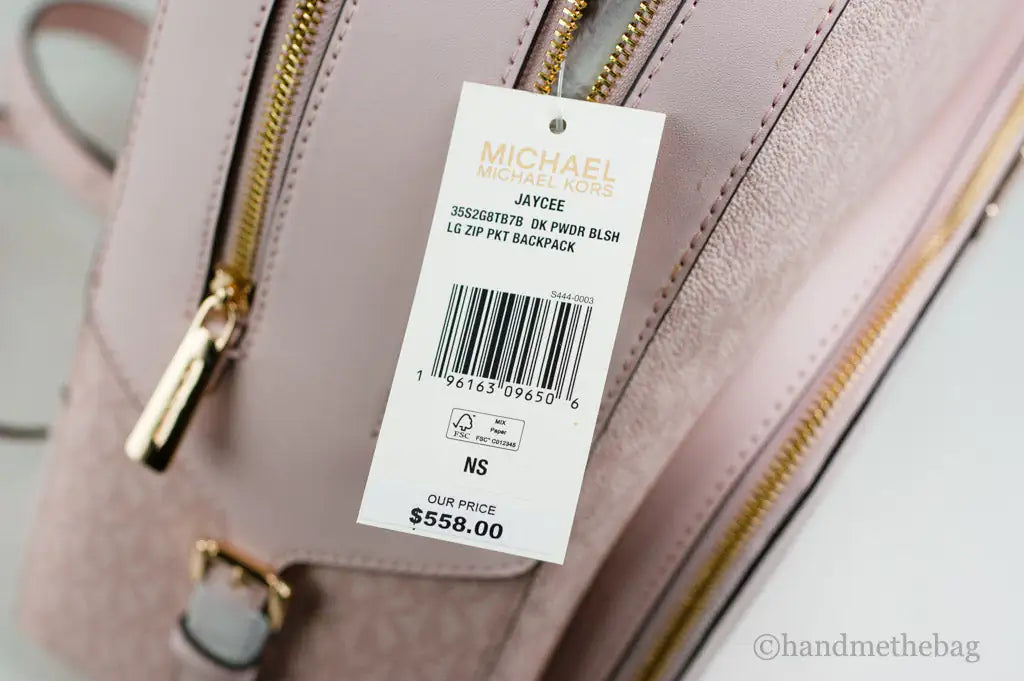 MICHAEL
MICHAEL KORS
JAYCEE
35S2G8TB7B DK PWDR BLSH
LG ZIP PKT BACKPACK
S444-0003
1 96163 09650 6
FSC
MIX
Paper
FSC® C012345
NS
OUR PRICE
$558.00
©handmethebag